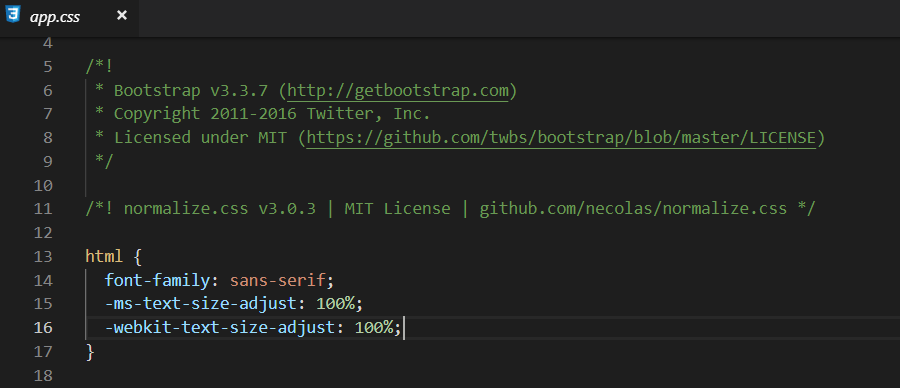 app.css ×
4
5 /*!
6 * Bootstrap v3.3.7 (http://getbootstrap.com)
7 * Copyright 2011-2016 Twitter, Inc.
8 * Licensed under MIT (https://github.com/twbs/bootstrap/blob/master/LICENSE)
9 */
10
11 /*! normalize.css v3.0.3 | MIT License | github.com/necolas/normalize.css */
12
13 html {
14 font-family: sans-serif;
15 -ms-text-size-adjust: 100%;
16 -webkit-text-size-adjust: 100%;
17 }
18